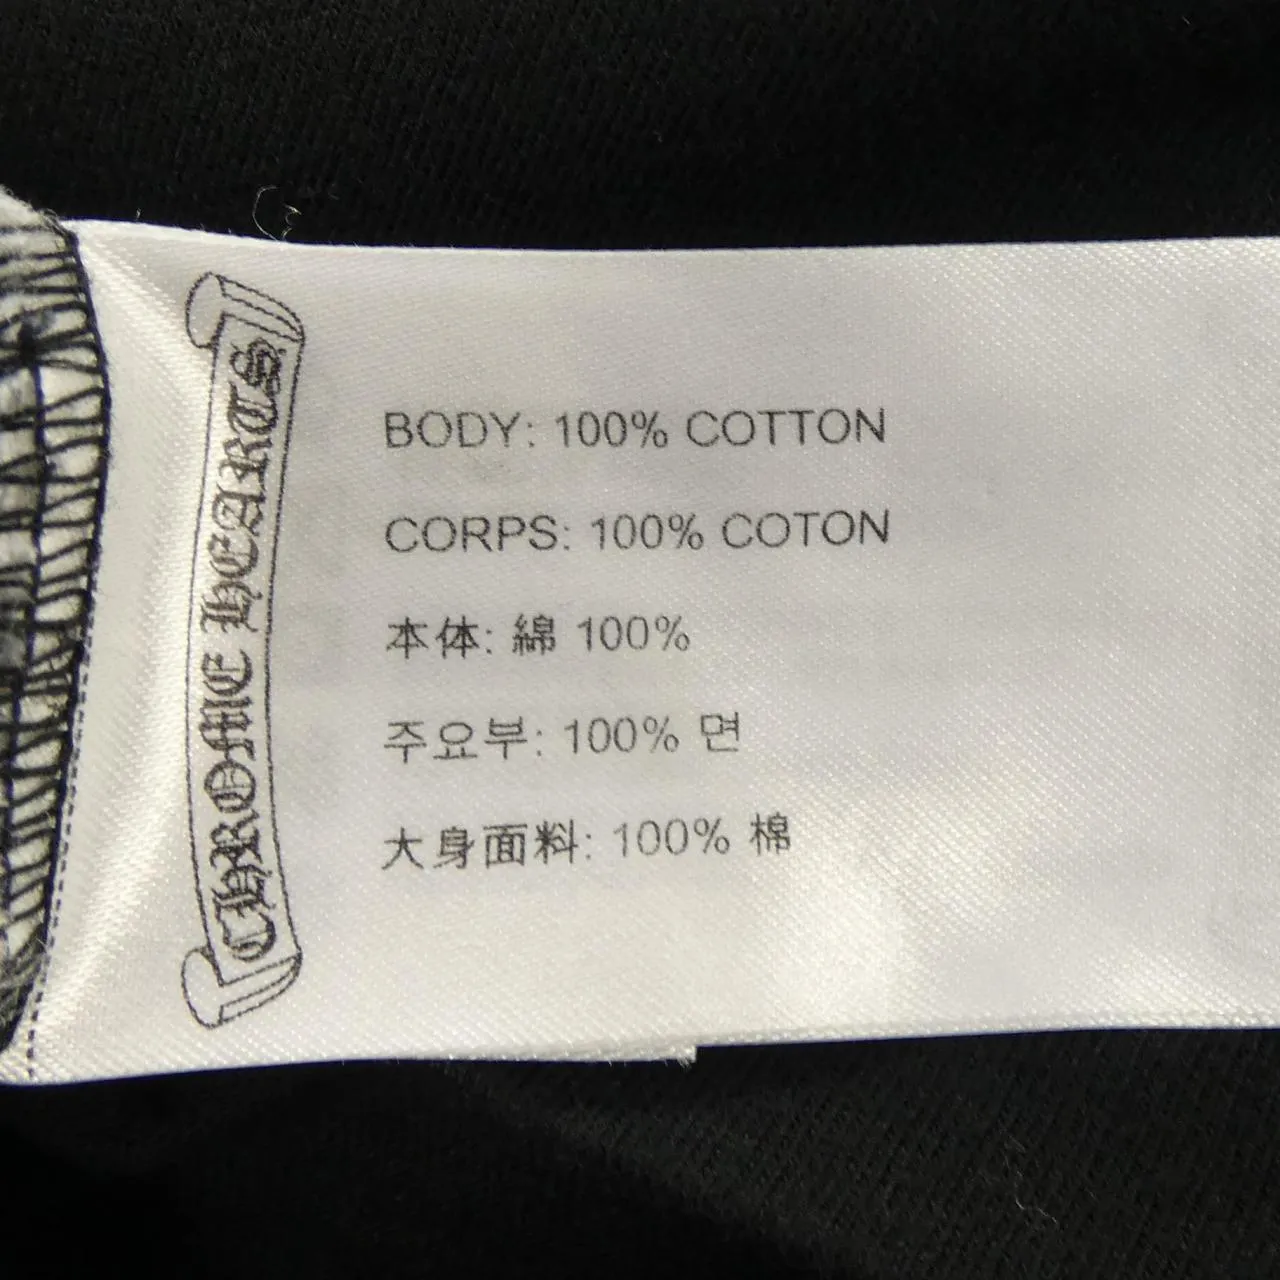 CHROME HEARTS
BODY: 100% COTTON
CORPS: 100% COTON
本体: 綿 100%
주요부: 100% 면
大身面料: 100% 棉